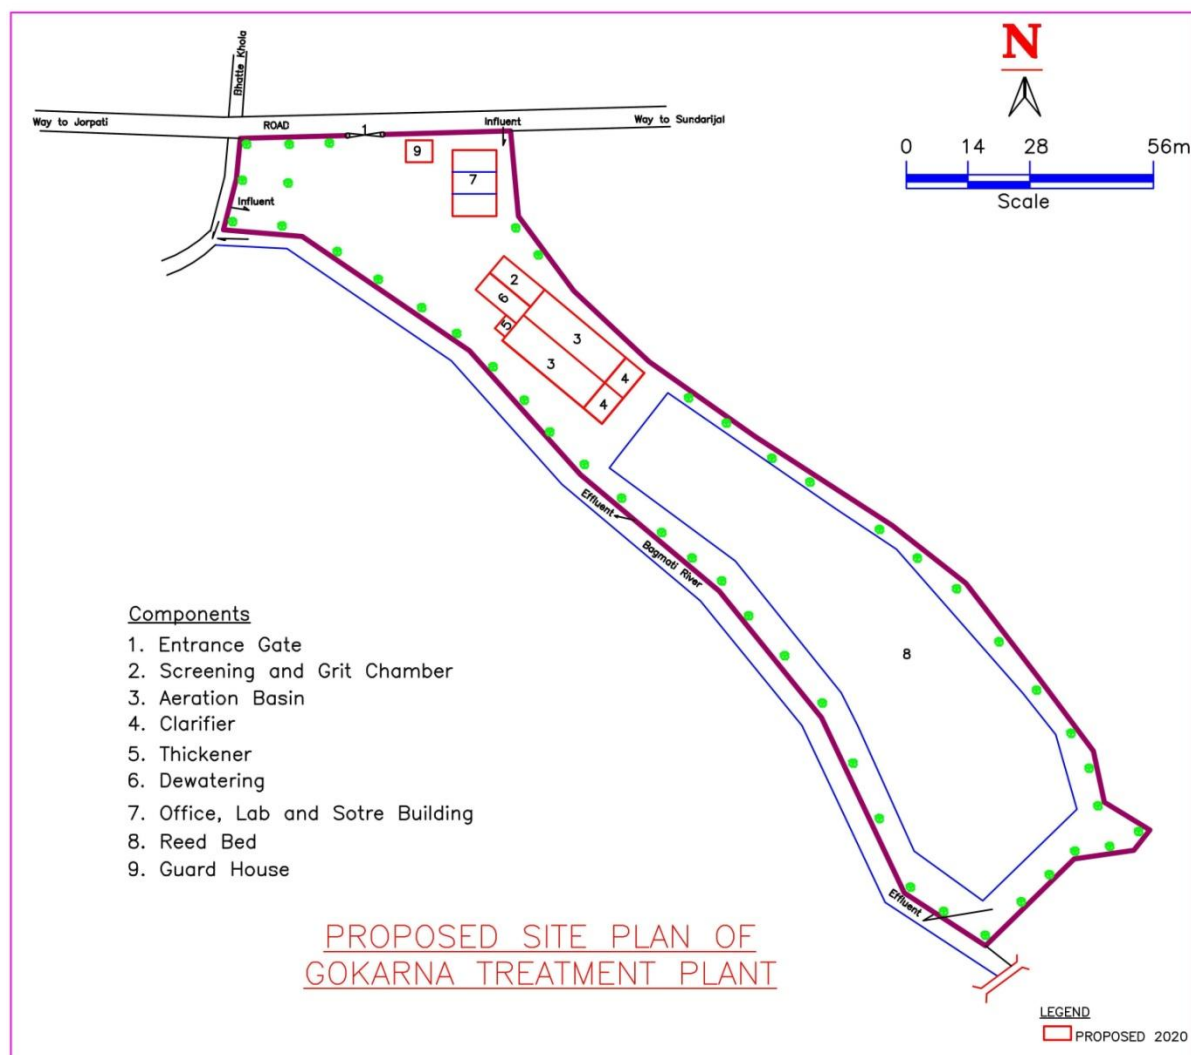 Bhatte Khola
N
Way to Jorpati
ROAD
1
Influent
Way to Sundarijal
0 14 28 56m
Scale
9
7
Influent
2
6
5
3
3
4
4
Effluent
Bagmati River
8
Components
1. Entrance Gate
2. Screening and Grit Chamber
3. Aeration Basin
4. Clarifier
5. Thickener
6. Dewatering
7. Office, Lab and Sotre Building
8. Reed Bed
9. Guard House
Effluent
PROPOSED SITE PLAN OF
GOKARNA TREATMENT PLANT
LEGEND
PROPOSED 2020